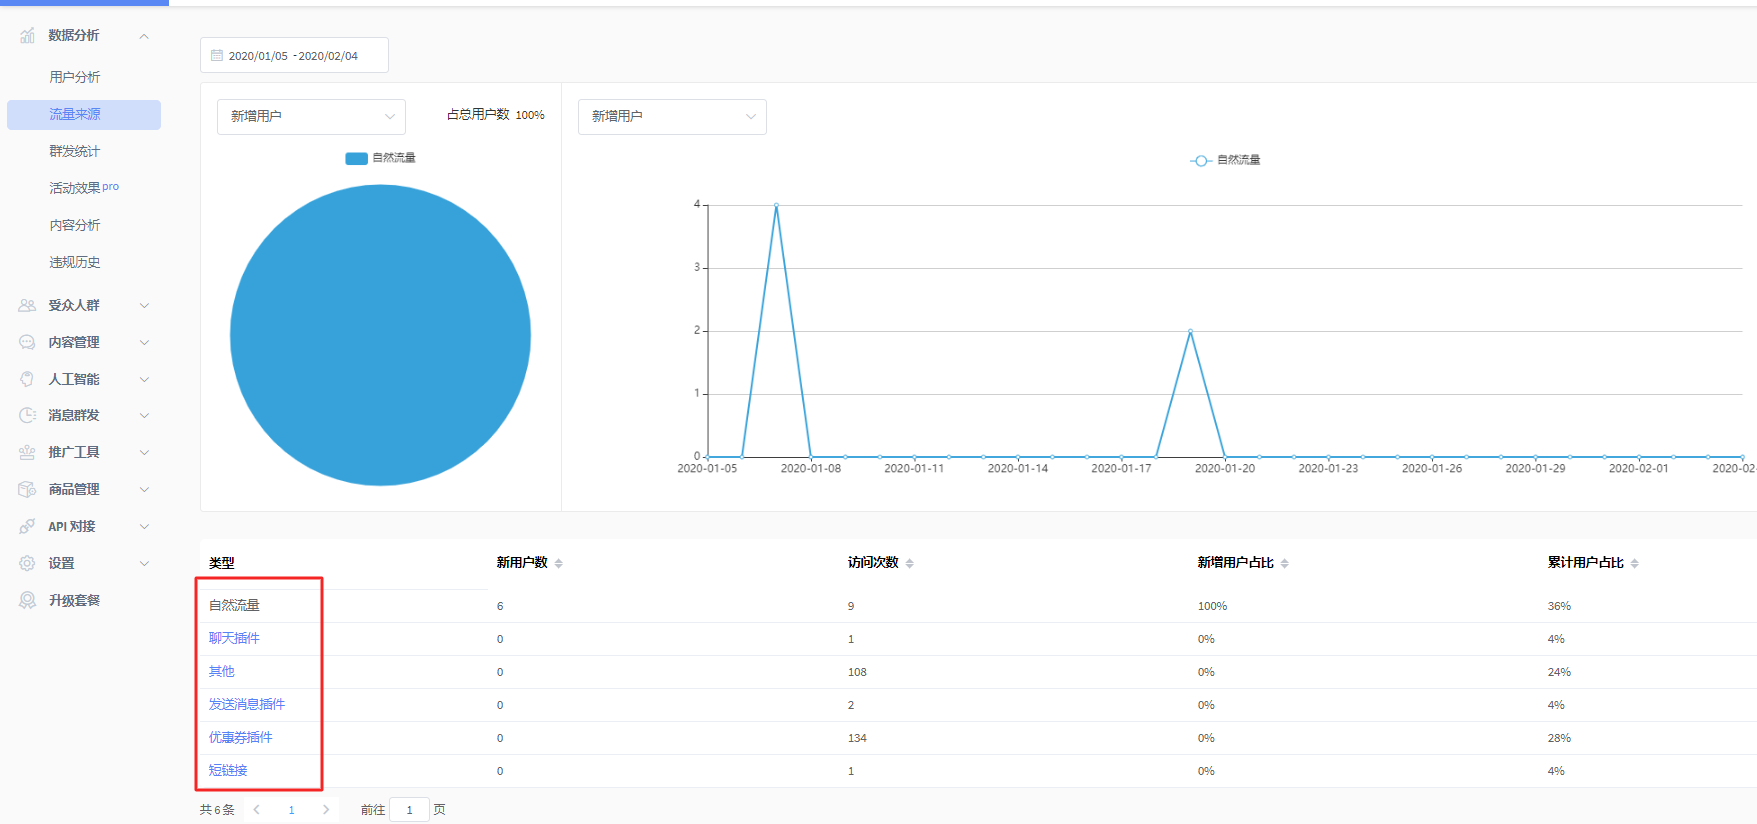 数据分析
用户分析
流量来源
群发统计
活动效果pro
内容分析
违规历史
受众人群
内容管理
人工智能
消息群发
推广工具
商品管理
API 对接
设置
升级套餐
2020/01/05 -2020/02/04
新增用户 占总用户数 100%
自然流量
新增用户
自然流量
4
3
2
1
0
2020-01-05 2020-01-08 2020-01-11 2020-01-14 2020-01-17 2020-01-20 2020-01-23 2020-01-26 2020-01-29 2020-02-01 2020-02-
类型 新用户数 访问次数 新增用户占比 累计用户占比
自然流量 6 9 100% 36%
聊天插件 0 1 0% 4%
其他 0 108 0% 24%
发送消息插件 0 2 0% 4%
优惠券插件 0 134 0% 28%
短链接 0 1 0% 4%
共 6 条 1 前往 1 页